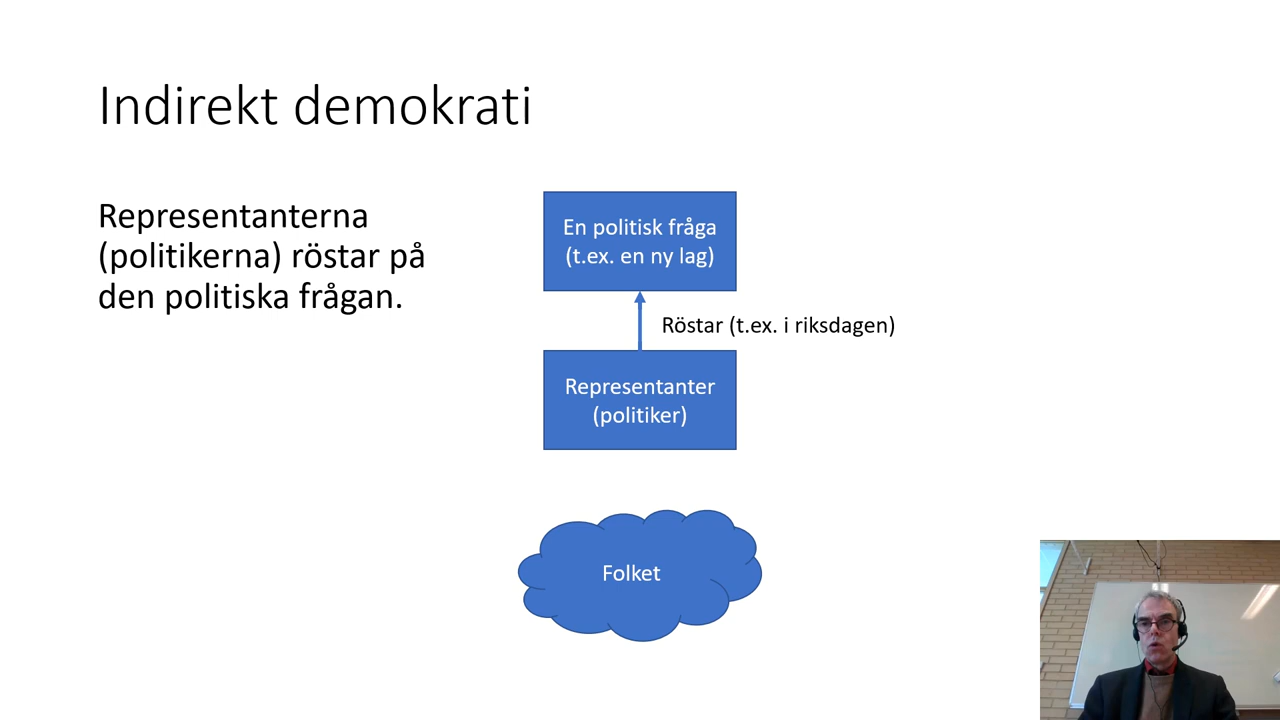 Indirekt demokrati
Representanterna
(politikerna) röstar på
den politiska frågan.
En politisk fråga
(t.ex. en ny lag)
Röstar (t.ex. i riksdagen)
Representanter
(politiker)
Folket